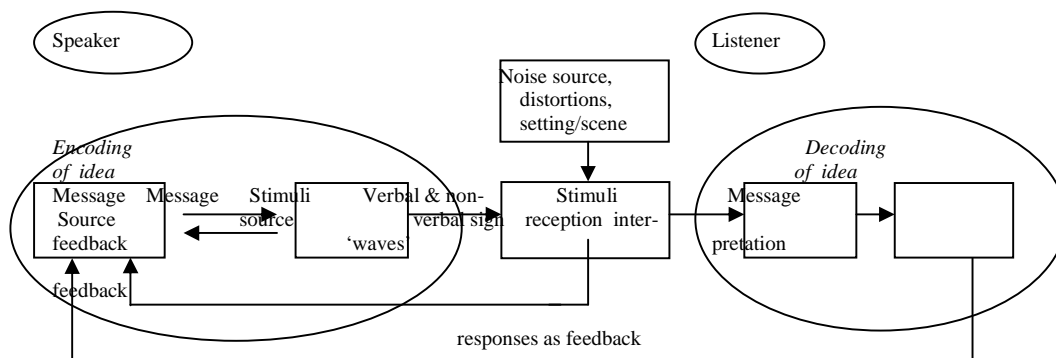 Speaker
Listener
Noise source,
distortions,
setting/scene
Encoding
of idea
Decoding
of idea
Message Message Stimuli Verbal & non- Stimuli Message
Source source verbal sign reception inter-
feedback ‘waves’ pretation
feedback
responses as feedback